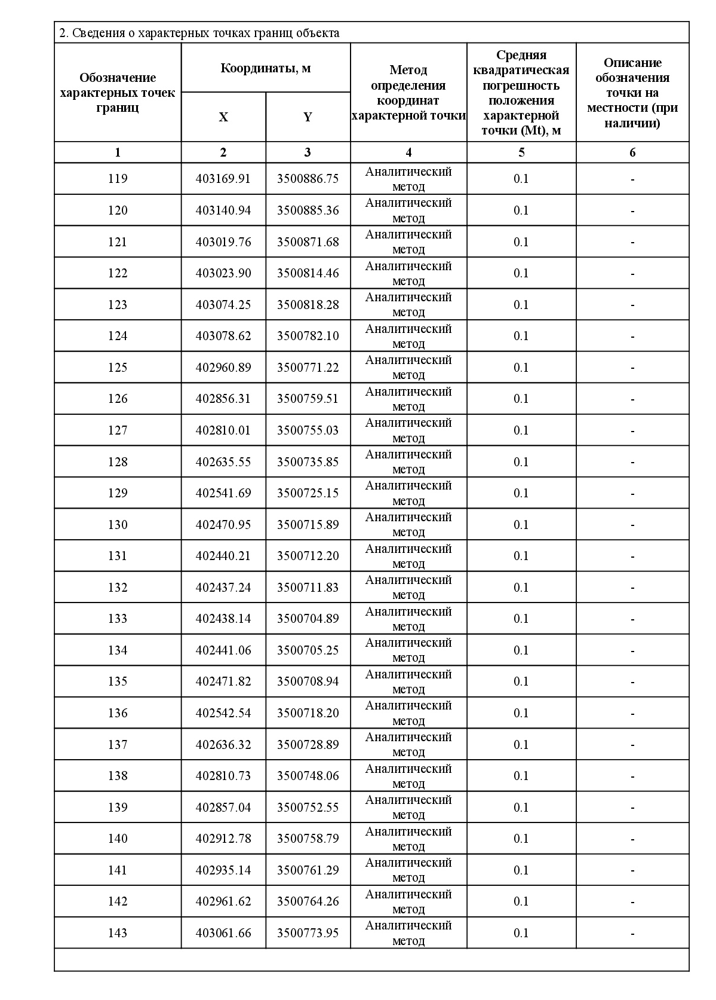 2. Сведения о характерных точках границ объекта
Обозначение
характерных точек
границ
Координаты, м
X
Y
Метод
определения
координат
характерной точки
Средняя
квадратическая
погрешность
положения
характерной
точки (Mt), м
Описание
обозначения
точки на
местности (при
наличии)
1 2 3 4 5 6
119 403169.91 3500886.75 Аналитический метод 0.1 -
120 403140.94 3500885.36 Аналитический метод 0.1 -
121 403019.76 3500871.68 Аналитический метод 0.1 -
122 403023.90 3500814.46 Аналитический метод 0.1 -
123 403074.25 3500818.28 Аналитический метод 0.1 -
124 403078.62 3500782.10 Аналитический метод 0.1 -
125 402960.89 3500771.22 Аналитический метод 0.1 -
126 402856.31 3500759.51 Аналитический метод 0.1 -
127 402810.01 3500755.03 Аналитический метод 0.1 -
128 402635.55 3500735.85 Аналитический метод 0.1 -
129 402541.69 3500725.15 Аналитический метод 0.1 -
130 402470.95 3500715.89 Аналитический метод 0.1 -
131 402440.21 3500712.20 Аналитический метод 0.1 -
132 402437.24 3500711.83 Аналитический метод 0.1 -
133 402438.14 3500704.89 Аналитический метод 0.1 -
134 402441.06 3500705.25 Аналитический метод 0.1 -
135 402471.82 3500708.94 Аналитический метод 0.1 -
136 402542.54 3500718.20 Аналитический метод 0.1 -
137 402636.32 3500728.89 Аналитический метод 0.1 -
138 402810.73 3500748.06 Аналитический метод 0.1 -
139 402857.04 3500752.55 Аналитический метод 0.1 -
140 402912.78 3500758.79 Аналитический метод 0.1 -
141 402935.14 3500761.29 Аналитический метод 0.1 -
142 402961.62 3500764.26 Аналитический метод 0.1 -
143 403061.66 3500773.95 Аналитический метод 0.1 -